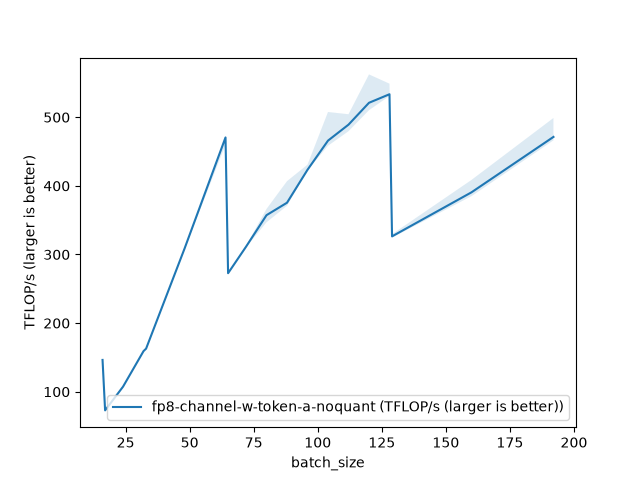 TFLOP/s (larger is better)
500
400
300
200
100
fp8-channel-w-token-a-noquant (TFLOP/s (larger is better))
25 50 75 100 125 150 175 200
batch_size